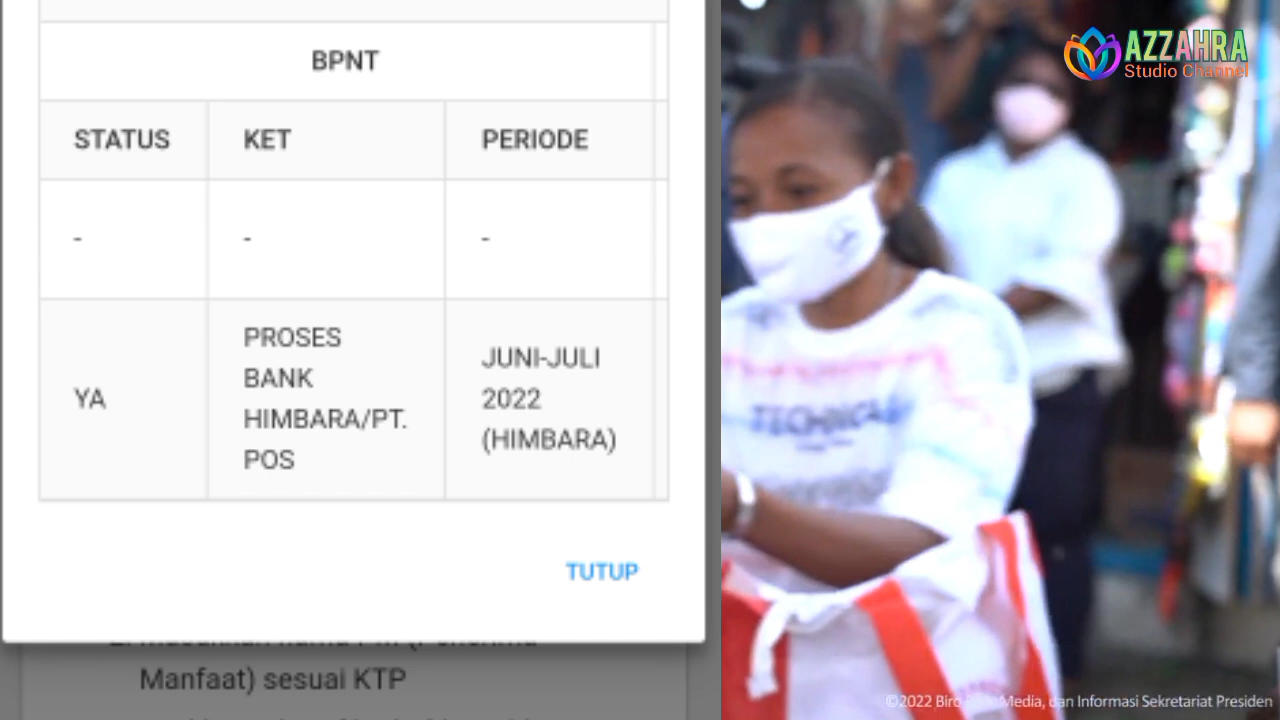 BPNT
STATUS KET PERIODE
- - -
YA
PROSES
BANK
HIMBARA/PT.
POS
JUNI-JULI
2022
(HIMBARA)
TUTUP
Manfaat) sesuai KTP
AZZAHRA
Studio Channel
TECHNICAL
©2022 Biro Media, dan Informasi Sekretariat Presiden